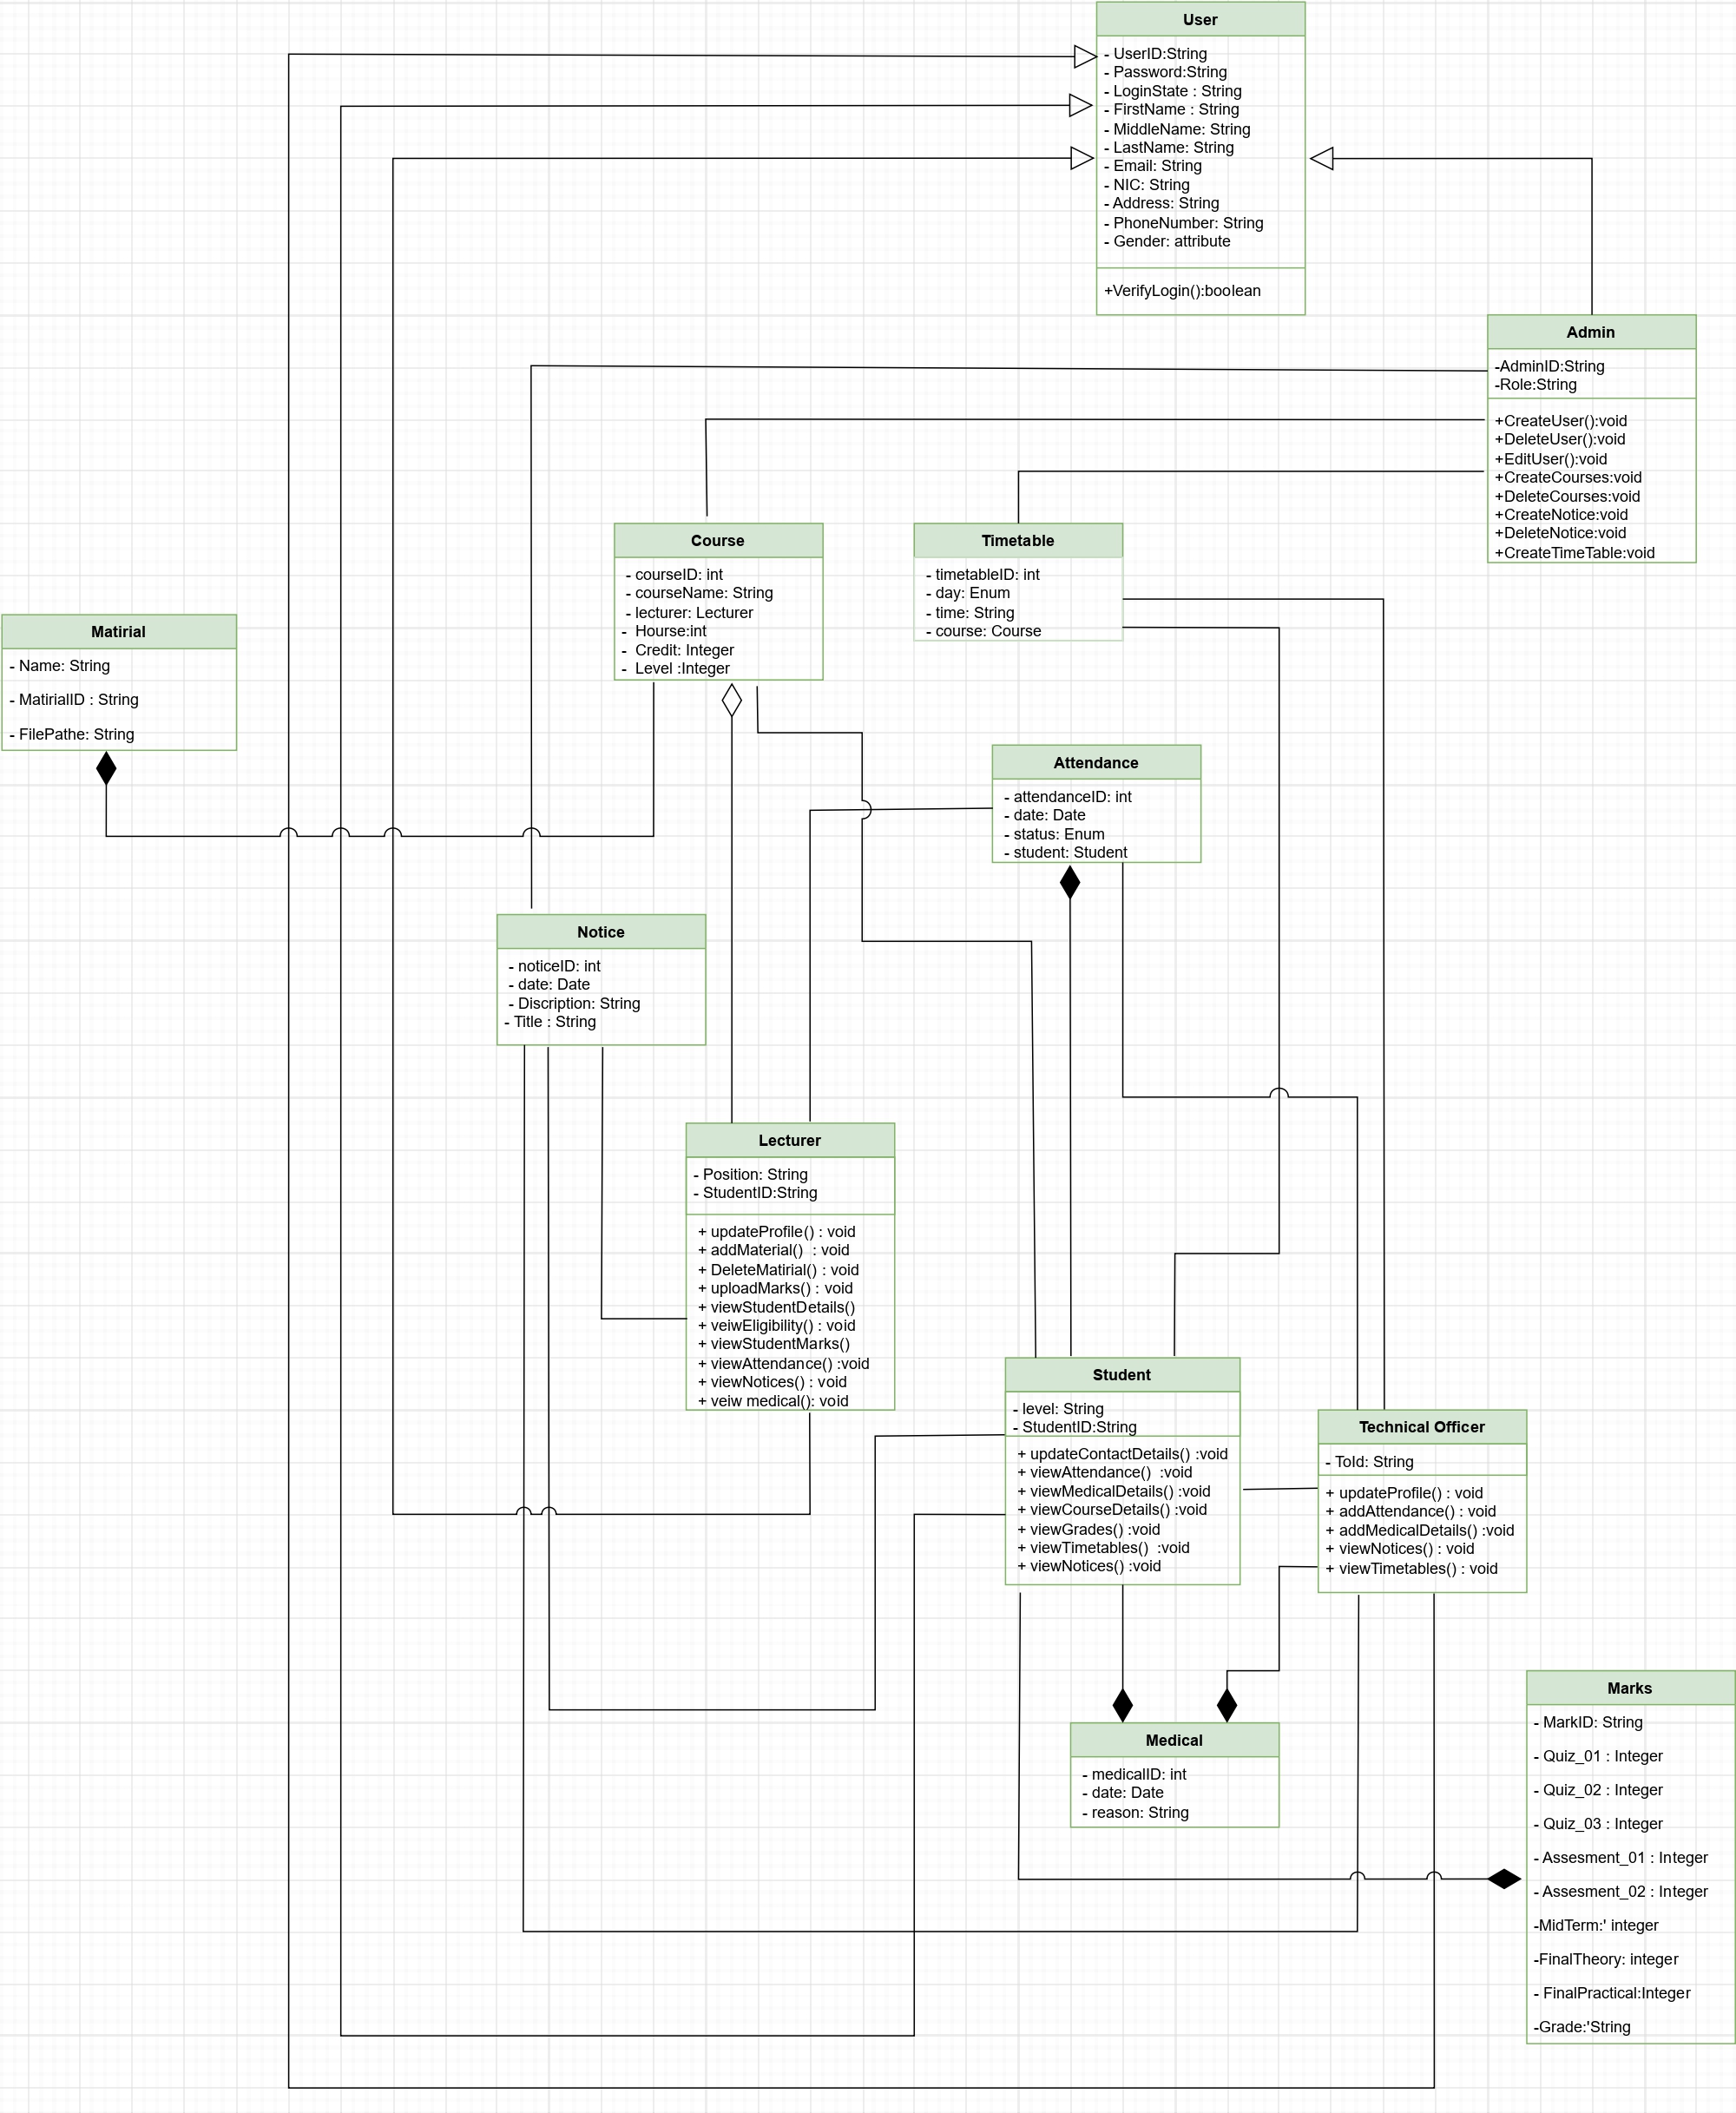 User
- UserID:String
- Password:String
- LoginState : String
- FirstName : String
- MiddleName: String
- LastName: String
- Email: String
- NIC: String
- Address: String
- PhoneNumber: String
- Gender: attribute
+VerifyLogin():boolean
Admin
-AdminID:String
-Role:String
+CreateUser():void
+DeleteUser():void
+EditUser():void
+CreateCourses:void
+DeleteCourses:void
+CreateNotice:void
+DeleteNotice:void
+CreateTimeTable:void
Course
- courseID: int
- courseName: String
- lecturer: Lecturer
- Hourse:int
- Credit: Integer
- Level :Integer
Timetable
- timetableID: int
- day: Enum
- time: String
- course: Course
Matirial
- Name: String
- MatirialID : String
- FilePathe: String
Attendance
- attendanceID: int
- date: Date
- status: Enum
- student: Student
Notice
- noticeID: int
- date: Date
- Discription: String
- Title : String
Lecturer
- Position: String
- StudentID:String
+ updateProfile() : void
+ addMaterial() : void
+ DeleteMatirial() : void
+ uploadMarks() : void
+ viewStudentDetails()
+ veiwEligibility() : void
+ viewStudentMarks()
+ viewAttendance() :void
+ viewNotices() : void
+ veiw medical(): void
Student
- level: String
- StudentID:String
+ updateContactDetails() :void
+ viewAttendance() :void
+ viewMedicalDetails() :void
+ viewCourseDetails() :void
+ viewGrades() :void
+ viewTimetables() :void
+ viewNotices() :void
Technical Officer
- ToId: String
+ updateProfile() : void
+ addAttendance() : void
+ addMedicalDetails() :void
+ viewNotices() : void
+ viewTimetables() : void
Medical
- medicalID: int
- date: Date
- reason: String
Marks
- MarkID: String
- Quiz_01 : Integer
- Quiz_02 : Integer
- Quiz_03 : Integer
- Assesment_01 : Integer
- Assesment_02 : Integer
-MidTerm:' integer
-FinalTheory: integer
- FinalPractical:Integer
-Grade:'String